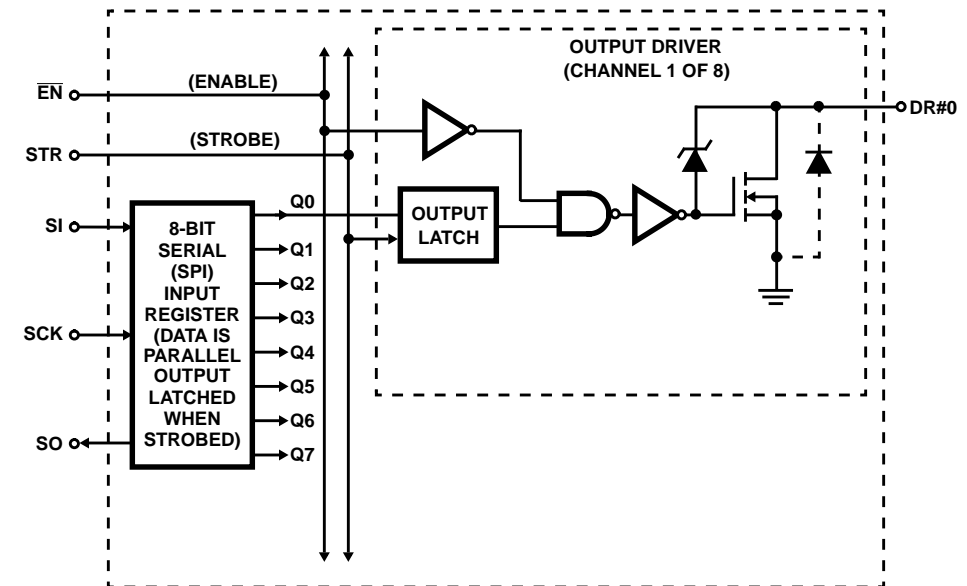 OUTPUT DRIVER
(CHANNEL 1 OF 8)
EN
(ENABLE)
DR#0
STR
(STROBE)
SI
Q0
8-BIT
SERIAL
(SPI)
INPUT
REGISTER
(DATA IS
PARALLEL
OUTPUT
LATCHED
WHEN
STROBED)
OUTPUT
LATCH
Q1
Q2
Q3
SCK
Q4
Q5
Q6
SO
Q7